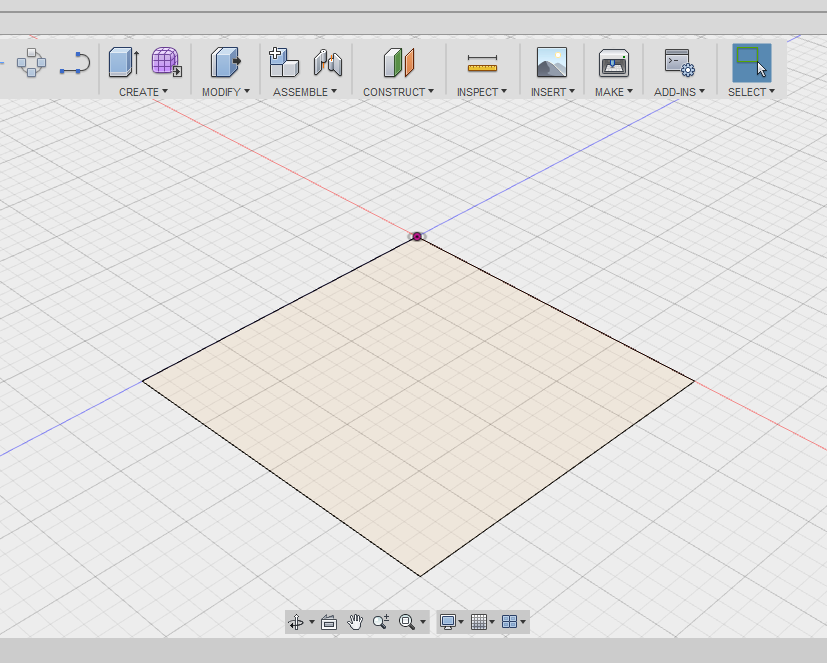 CREATE MODIFY ASSEMBLE CONSTRUCT INSPECT INSERT MAKE ADD-INS SELECT